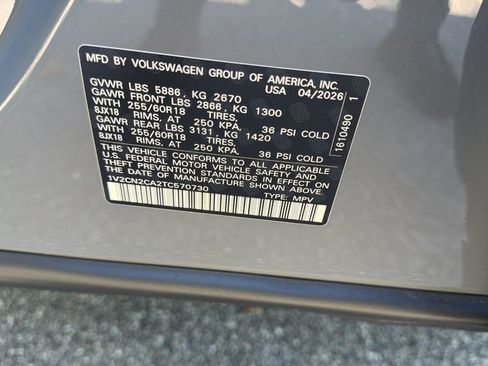 MFD BY VOLKSWAGEN GROUP OF AMERICA, INC.
USA 04/2026
GVWR LBS 5886, KG 2670
GAWR FRONT LBS 2866, KG 1300
WITH 255/60R18 TIRES,
8JX18 RIMS, AT 250 KPA, 36 PSI COLD
GAWR REAR LBS 3131, KG 1420
WITH 255/60R18 TIRES,
8JX18 RIMS, AT 250 KPA, 36 PSI COLD
THIS VEHICLE CONFORMS TO ALL APPLICABLE
U.S. FEDERAL MOTOR VEHICLE SAFETY AND
THEFT PREVENTION STANDARDS IN EFFECT ON
THE DATE OF MANUFACTURE SHOWN ABOVE.
1V2CN2CA2TC570730 TYPE: MPV
1610490 1